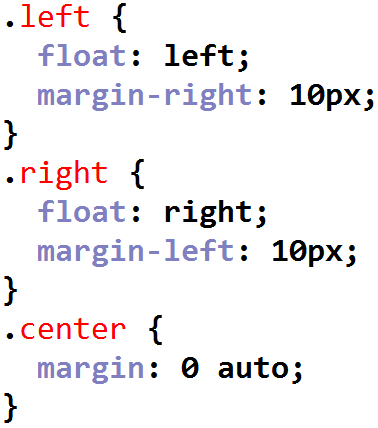 .left {
  float: left;
  margin-right: 10px;
}
.right {
  float: right;
  margin-left: 10px;
}
.center {
  margin: 0 auto;
}